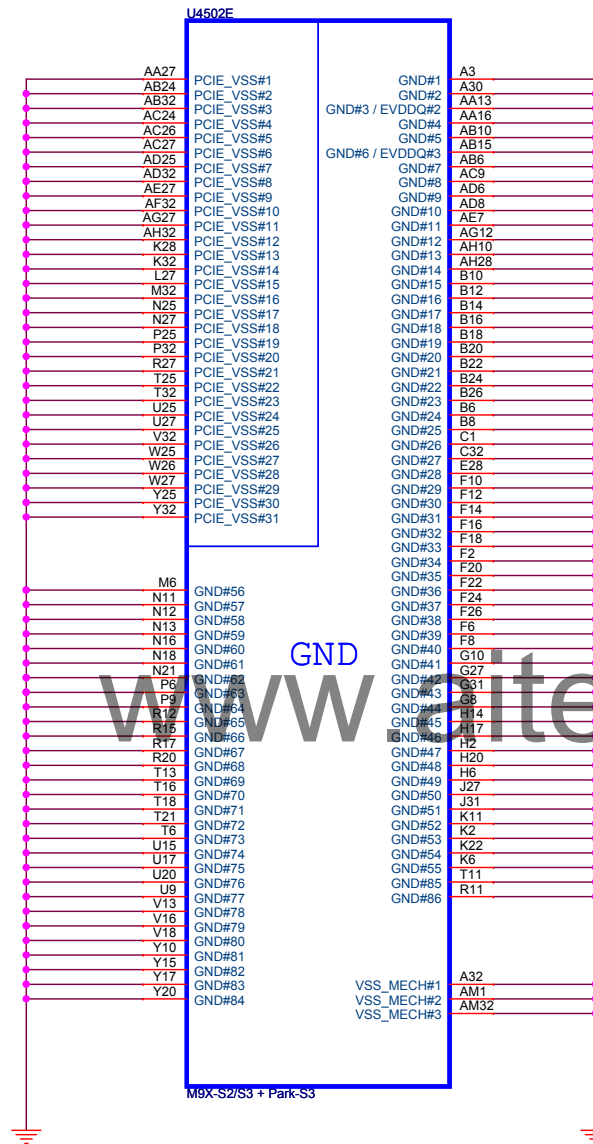 U4502E
AA27 PCIE_VSS#1
AB24 PCIE_VSS#2
AB32 PCIE_VSS#3
AC24 PCIE_VSS#4
AC26 PCIE_VSS#5
AC27 PCIE_VSS#6
AD25 PCIE_VSS#7
AD32 PCIE_VSS#8
AE27 PCIE_VSS#9
AF32 PCIE_VSS#10
AG27 PCIE_VSS#11
AH32 PCIE_VSS#12
K28 PCIE_VSS#13
K32 PCIE_VSS#14
L27 PCIE_VSS#15
M32 PCIE_VSS#16
N25 PCIE_VSS#17
N27 PCIE_VSS#18
P25 PCIE_VSS#19
P32 PCIE_VSS#20
R27 PCIE_VSS#21
T25 PCIE_VSS#22
T32 PCIE_VSS#23
U25 PCIE_VSS#24
U27 PCIE_VSS#25
V32 PCIE_VSS#26
W25 PCIE_VSS#27
W26 PCIE_VSS#28
W27 PCIE_VSS#29
Y25 PCIE_VSS#30
Y32 PCIE_VSS#31
M6 GND#56
N11 GND#57
N12 GND#58
N13 GND#59
N16 GND#60
N18 GND#61
N21 GND#62
P6 GND#63
P9 GND#64
R12 GND#65
R15 GND#66
R17 GND#67
R20 GND#68
T13 GND#69
T16 GND#70
T18 GND#71
T21 GND#72
T6 GND#73
U15 GND#74
U17 GND#75
U20 GND#76
U9 GND#77
V13 GND#78
V16 GND#79
V18 GND#80
Y10 GND#81
Y15 GND#82
Y17 GND#83
Y20 GND#84
GND
www.aite
GND#1 A3
GND#2 A30
GND#3 / EVDDQ#2 AA13
GND#4 AA16
GND#5 AB10
GND#6 / EVDDQ#3 AB15
GND#7 AB6
GND#8 AC9
GND#9 AD6
GND#10 AD8
GND#11 AE7
GND#12 AG12
GND#13 AH10
GND#14 AH28
GND#15 B10
GND#16 B12
GND#17 B14
GND#18 B16
GND#19 B18
GND#20 B20
GND#21 B22
GND#22 B24
GND#23 B26
GND#24 B6
GND#25 B8
GND#26 C1
GND#27 C32
GND#28 E28
GND#29 F10
GND#30 F12
GND#31 F14
GND#32 F16
GND#33 F18
GND#34 F2
GND#35 F20
GND#36 F22
GND#37 F24
GND#38 F26
GND#39 F6
GND#40 F8
GND#41 G10
GND#42 G27
GND#43 G31
GND#44 G8
GND#45 H14
GND#46 H17
GND#47 H2
GND#48 H20
GND#49 H6
GND#50 J27
GND#51 J31
GND#52 K11
GND#53 K2
GND#54 K22
GND#55 K6
GND#85 T11
GND#86 R11
VSS_MECH#1 A32
VSS_MECH#2 AM1
VSS_MECH#3 AM32
M9X-S2/S3 + Park-S3